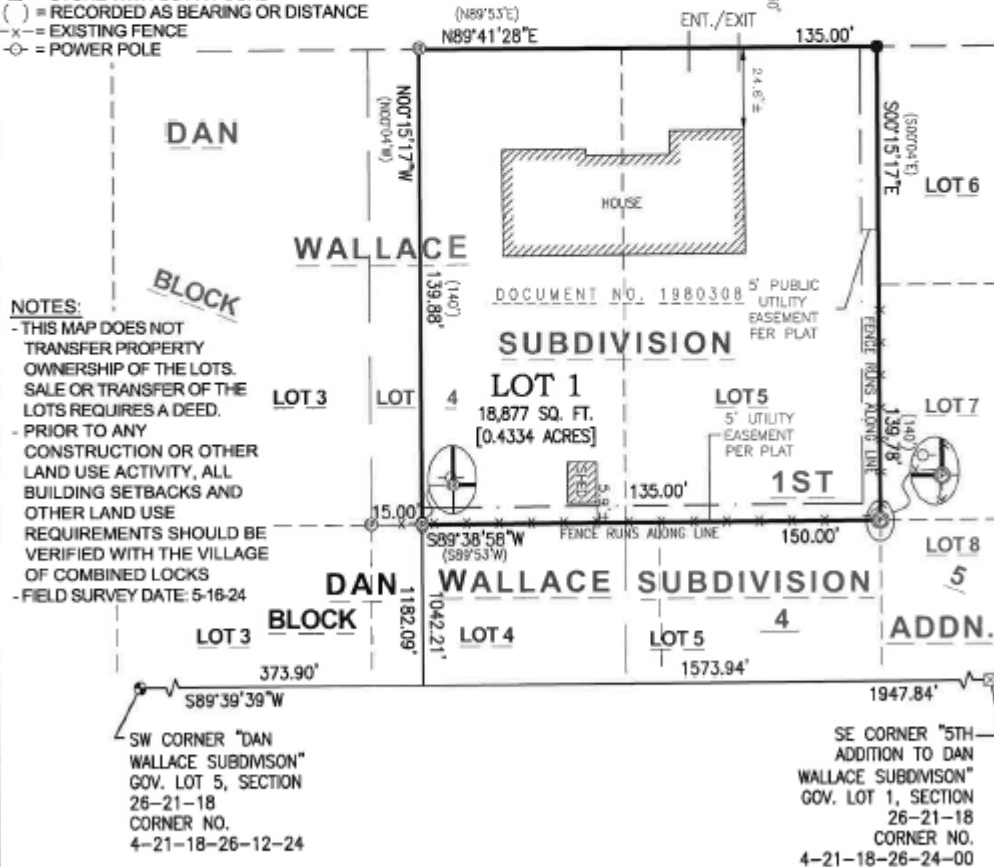 ( ) = RECORDED AS BEARING OR DISTANCE
-x- = EXISTING FENCE
= POWER POLE
(N89°53'E)
N89°41'28"E
ENT./EXIT
135.00'
24.6'±
N00°15'17"W
(N00°04'W)
S00°15'17"E
(S00°04'E)
DAN
LOT 6
HOUSE
WALLACE
BLOCK
139.88'
(140')
DOCUMENT NO. 1980308
5' PUBLIC
UTILITY
EASEMENT
PER PLAT
SUBDIVISION
FENCE RUNS ALONG LINE
NOTES:
- THIS MAP DOES NOT
TRANSFER PROPERTY
OWNERSHIP OF THE LOTS.
SALE OR TRANSFER OF THE
LOTS REQUIRES A DEED.
- PRIOR TO ANY
CONSTRUCTION OR OTHER
LAND USE ACTIVITY, ALL
BUILDING SETBACKS AND
OTHER LAND USE
REQUIREMENTS SHOULD BE
VERIFIED WITH THE VILLAGE
OF COMBINED LOCKS
- FIELD SURVEY DATE: 5-16-24
LOT 3
LOT 4
LOT 1
18,877 SQ. FT.
[0.4334 ACRES]
LOT 5
5' UTILITY
EASEMENT
PER PLAT
LOT 7
139.78'
(140')
SHED
135.00'
1ST
15.00'
S89°38'58"W
(S89°53'W)
FENCE RUNS ALONG LINE
150.00'
LOT 8
5
DAN WALLACE SUBDIVISION
BLOCK
4
ADDN.
1182.09'
1042.21'
LOT 3
LOT 4
LOT 5
373.90'
S89°39'39"W
1573.94'
1947.84'
SW CORNER "DAN
WALLACE SUBDIVISON"
GOV. LOT 5, SECTION
26-21-18
CORNER NO.
4-21-18-26-12-24
SE CORNER "5TH
ADDITION TO DAN
WALLACE SUBDIVISON"
GOV. LOT 1, SECTION
26-21-18
CORNER NO.
4-21-18-26-24-00